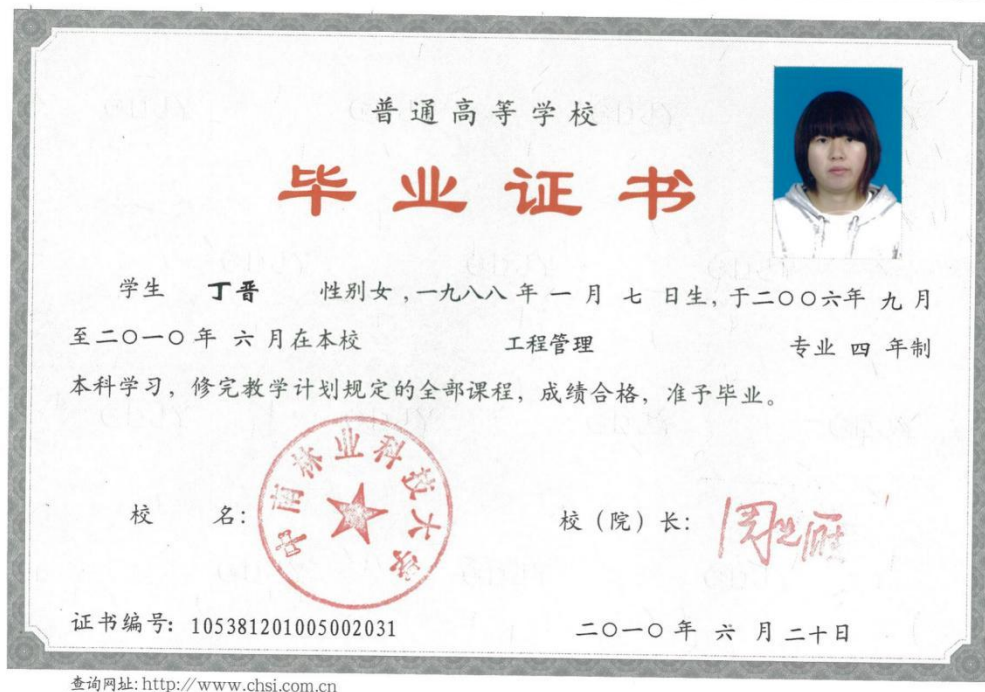 普通高等学校
毕业证书
学生 丁晋 性别女，一九八八年一月七日生，于二〇〇六年九月
至二〇一〇年六月在本校 工程管理 专业四年制
本科学习，修完教学计划规定的全部课程，成绩合格，准予毕业。
中南林业科技大学
校 名： 校（院）长：
证书编号：105381201005002031 二〇一〇年六月二十日
查询网址：http://www.chsi.com.cn